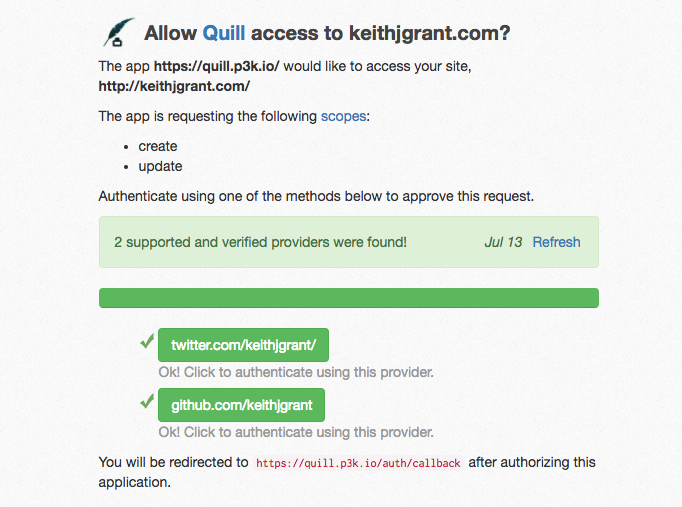 Allow Quill access to keithjgrant.com?
The app https://quill.p3k.io/ would like to access your site,
http://keithjgrant.com/
The app is requesting the following scopes:
• create
• update
Authenticate using one of the methods below to approve this request.
2 supported and verified providers were found! Jul 13 Refresh
twitter.com/keithjgrant/
Ok! Click to authenticate using this provider.
github.com/keithjgrant
Ok! Click to authenticate using this provider.
You will be redirected to https://quill.p3k.io/auth/callback after authorizing this
application.